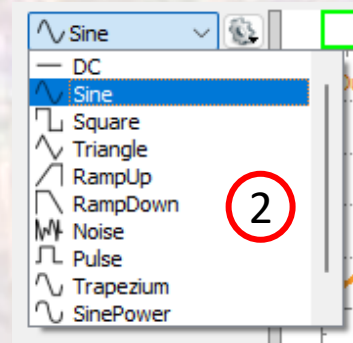 Sine
DC
Sine
Square
Triangle
RampUp
RampDown
Noise
Pulse
Trapezium
SinePower
2